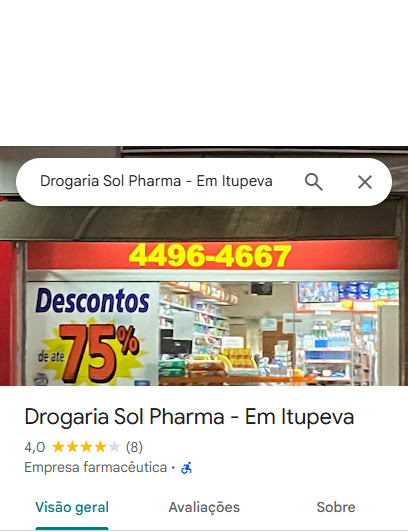 Drogaria Sol Pharma - Em Itupeva
4496-4667
Descontos
de até 75%
Drogaria Sol Pharma - Em Itupeva
4,0 (8)
Empresa farmacêutica ·
Visão geral Avaliações Sobre